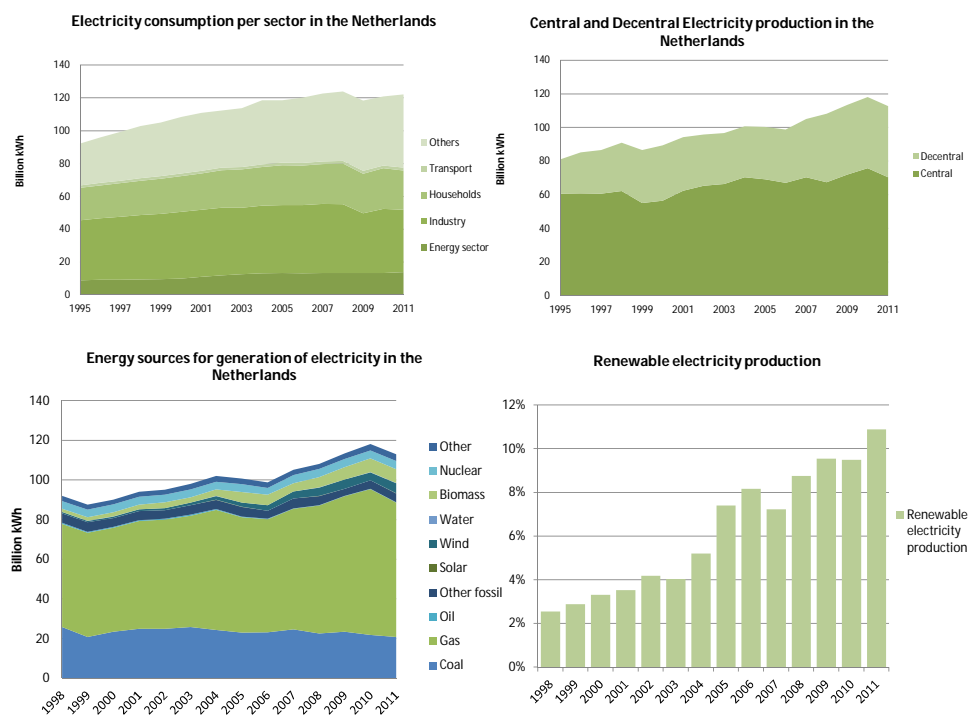 Electricity consumption per sector in the Netherlands
Billion kWh
140
120
100
80
60
40
20
0
1995 1997 1999 2001 2003 2005 2007 2009 2011
Others
Transport
Households
Industry
Energy sector
Central and Decentral Electricity production in the
Netherlands
Billion kWh
140
120
100
80
60
40
20
0
1995 1997 1999 2001 2003 2005 2007 2009 2011
Decentral
Central
Energy sources for generation of electricity in the
Netherlands
Billion kWh
140
120
100
80
60
40
20
0
1998 1999 2000 2001 2002 2003 2004 2005 2006 2007 2008 2009 2010 2011
Other
Nuclear
Biomass
Water
Wind
Solar
Other fossil
Oil
Gas
Coal
Renewable electricity production
12%
10%
8%
6%
4%
2%
0%
1998 1999 2000 2001 2002 2003 2004 2005 2006 2007 2008 2009 2010 2011
Renewable
electricity
production